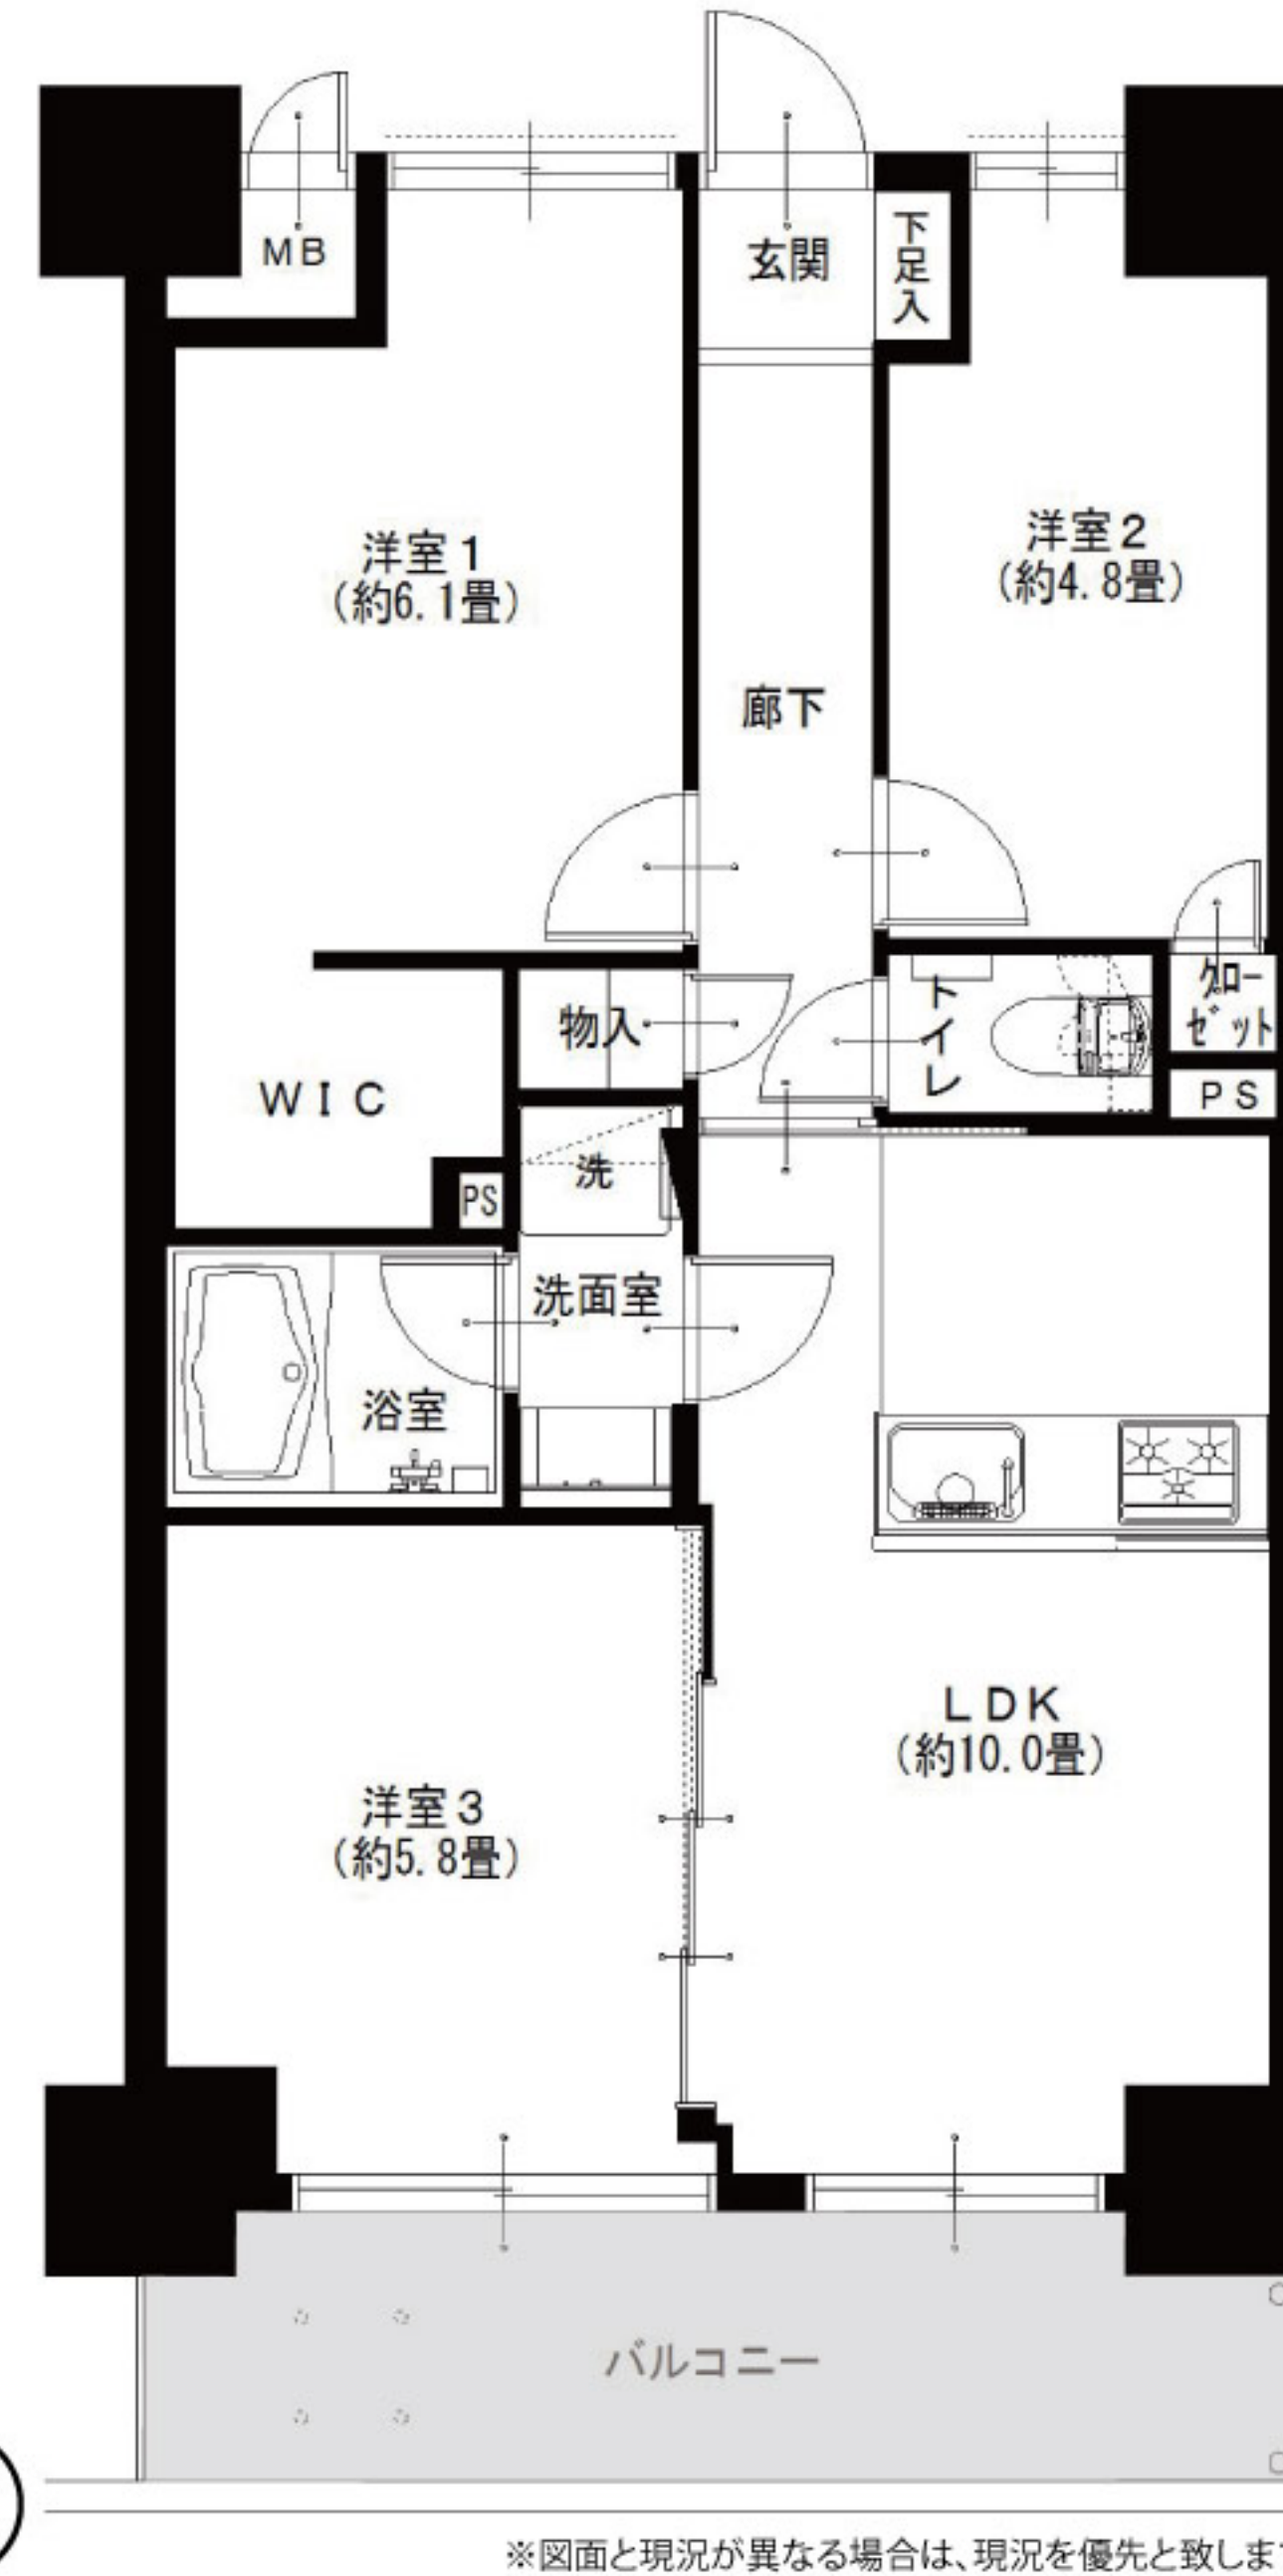 MB
玄関
下足入
洋室1
(約6.1畳)
洋室2
(約4.8畳)
廊下
物入
トイレ
クローゼット
PS
WIC
PS
洗
洗面室
浴室
洋室3
(約5.8畳)
LDK
(約10.0畳)
バルコニー
※図面と現況が異なる場合は、現況を優先と致しま